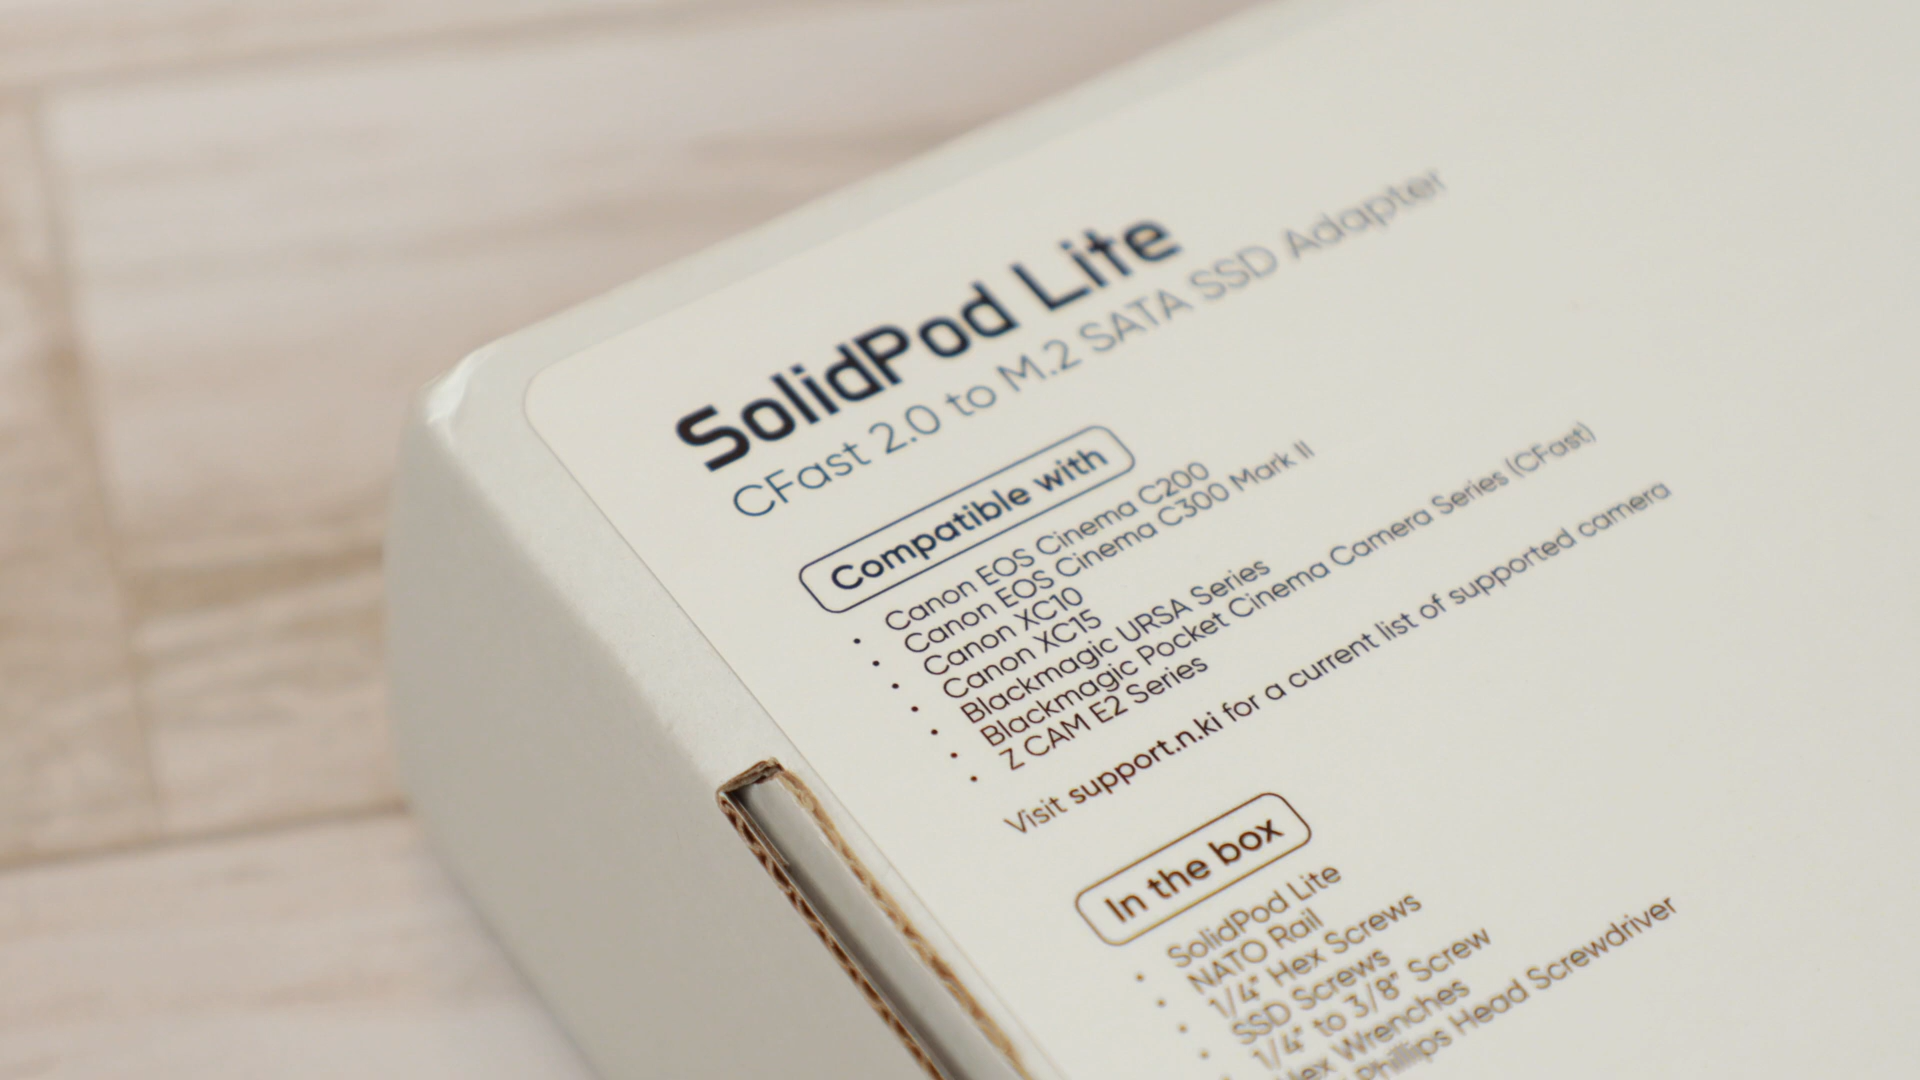 SolidPod Lite
CFast 2.0 to M.2 SATA SSD Adapter
Compatible with
• Canon EOS Cinema C200
• Canon EOS Cinema C300 Mark II
• Canon XC10
• Canon XC15
• Blackmagic URSA Series
• Blackmagic Pocket Cinema Camera Series (CFast)
• Z CAM E2 Series
Visit support.n.ki for a current list of supported camera
In the box
• SolidPod Lite
• NATO Rail
• 1/4" Hex Screws
• SSD Screws
1/4" to 3/8" Screw
Wrenches
Head Screwdriver